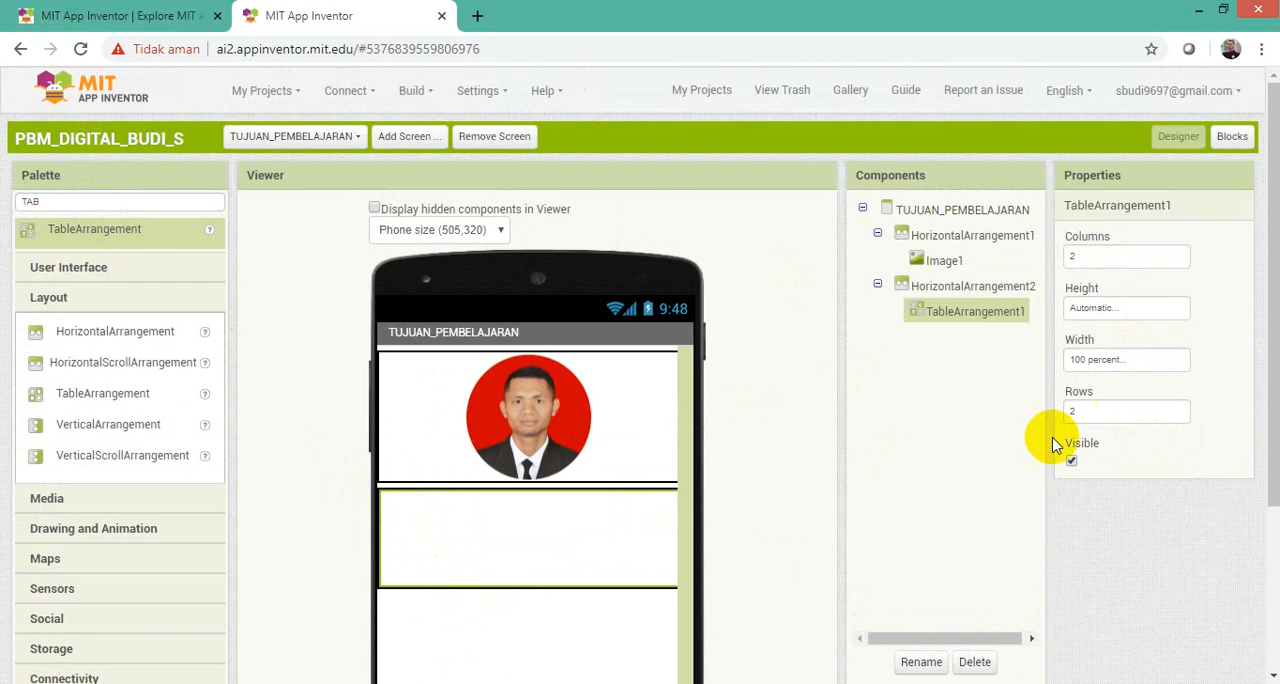 MIT App Inventor | Explore MIT A
MIT App Inventor
Tidak aman
ai2.appinventor.mit.edu/#5376839559806976
MIT
APP INVENTOR
My Projects
Connect
Build
Settings
Help
My Projects
View Trash
Gallery
Guide
Report an Issue
English
sbudi9697@gmail.com
PBM_DIGITAL_BUDI_S
TUJUAN_PEMBELAJARAN
Add Screen ...
Remove Screen
Designer
Blocks
Palette
TAB
TableArrangement
User Interface
Layout
HorizontalArrangement
HorizontalScrollArrangement
TableArrangement
VerticalArrangement
VerticalScrollArrangement
Media
Drawing and Animation
Maps
Sensors
Social
Storage
Connectivity
Viewer
Display hidden components in Viewer
Phone size (505,320)
9:48
TUJUAN_PEMBELAJARAN
Components
TUJUAN_PEMBELAJARAN
HorizontalArrangement1
Image1
HorizontalArrangement2
TableArrangement1
Rename
Delete
Properties
TableArrangement1
Columns
2
Height
Automatic...
Width
100 percent...
Rows
2
Visible